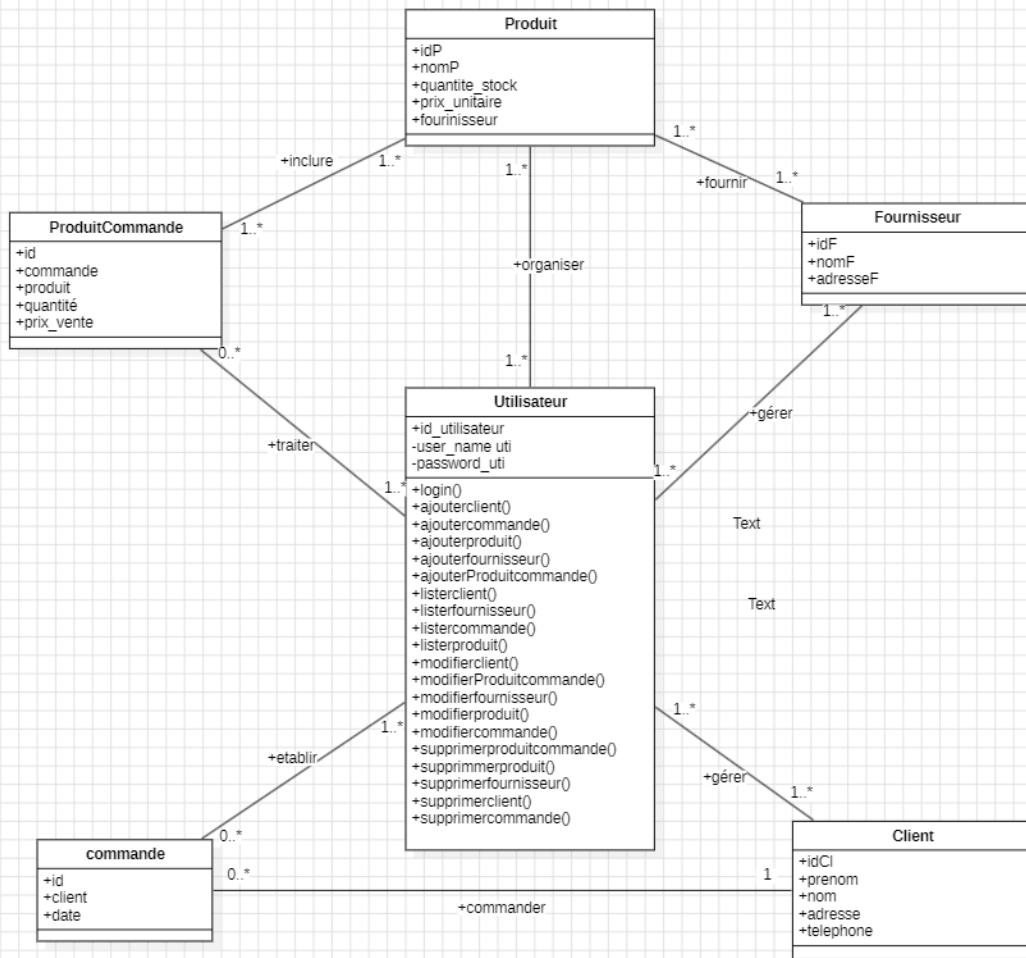 Produit
+idP
+nomP
+quantite_stock
+prix_unitaire
+fourinisseur
1..*
+inclure
1..*
1..*
1..*
+fournir
1..*
1..*
ProduitCommande
+id
+commande
+produit
+quantité
+prix_vente
Fournisseur
+idF
+nomF
+adresseF
+organiser
1..*
0..*
1..*
Utilisateur
+id_utilisateur
-user_name uti
-password_uti
+gérer
+traiter
1..*
1..*
+login()
+ajouterclient()
+ajoutercommande()
+ajouterproduit()
+ajouterfournisseur()
+ajouterProduitcommande()
+listerclient()
+listerfournisseur()
+listercommande()
+listerproduit()
+modifierclient()
+modifierProduitcommande()
+modifierfournisseur()
+modifierproduit()
+modifiercommande()
+supprimerproduitcommande()
+supprimmerproduit()
+supprimerfournisseur()
+supprimerclient()
+supprimercommande()
Text
Text
1..*
1..*
+etablir
+gérer
1..*
0..*
commande
+id
+client
+date
0..*
1
+commander
Client
+idCl
+prenom
+nom
+adresse
+telephone